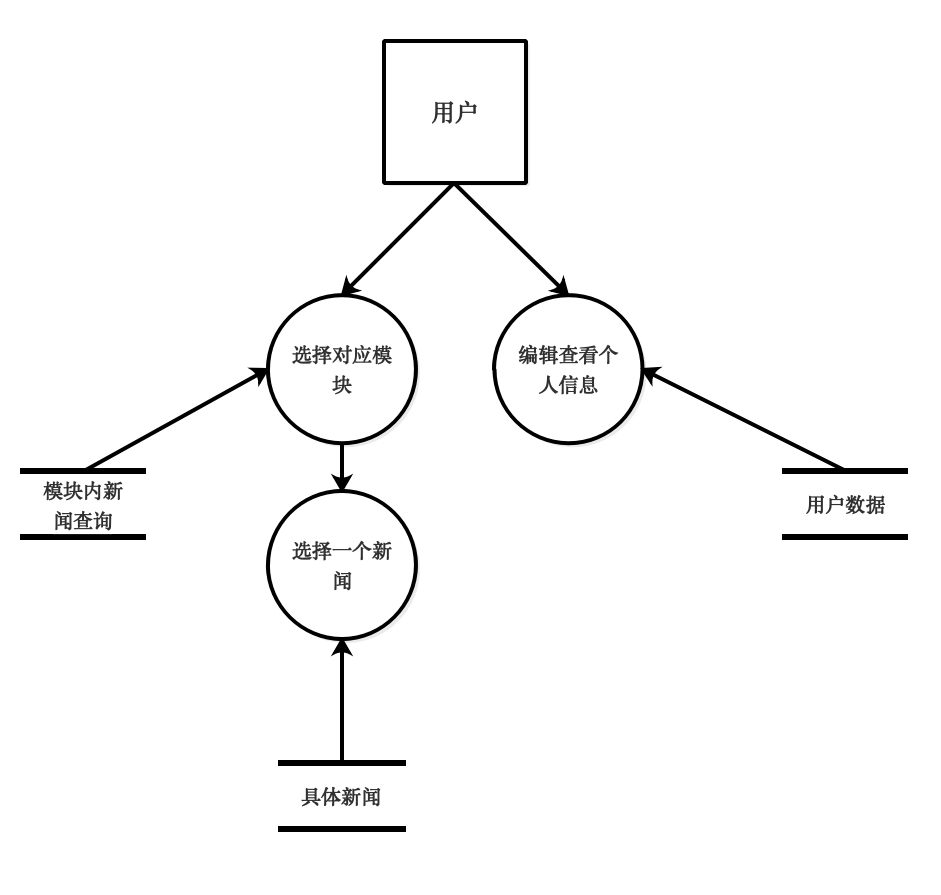 用户
选择对应模
块
编辑查看个
人信息
模块内新
闻查询
用户数据
选择一个新
闻
具体新闻